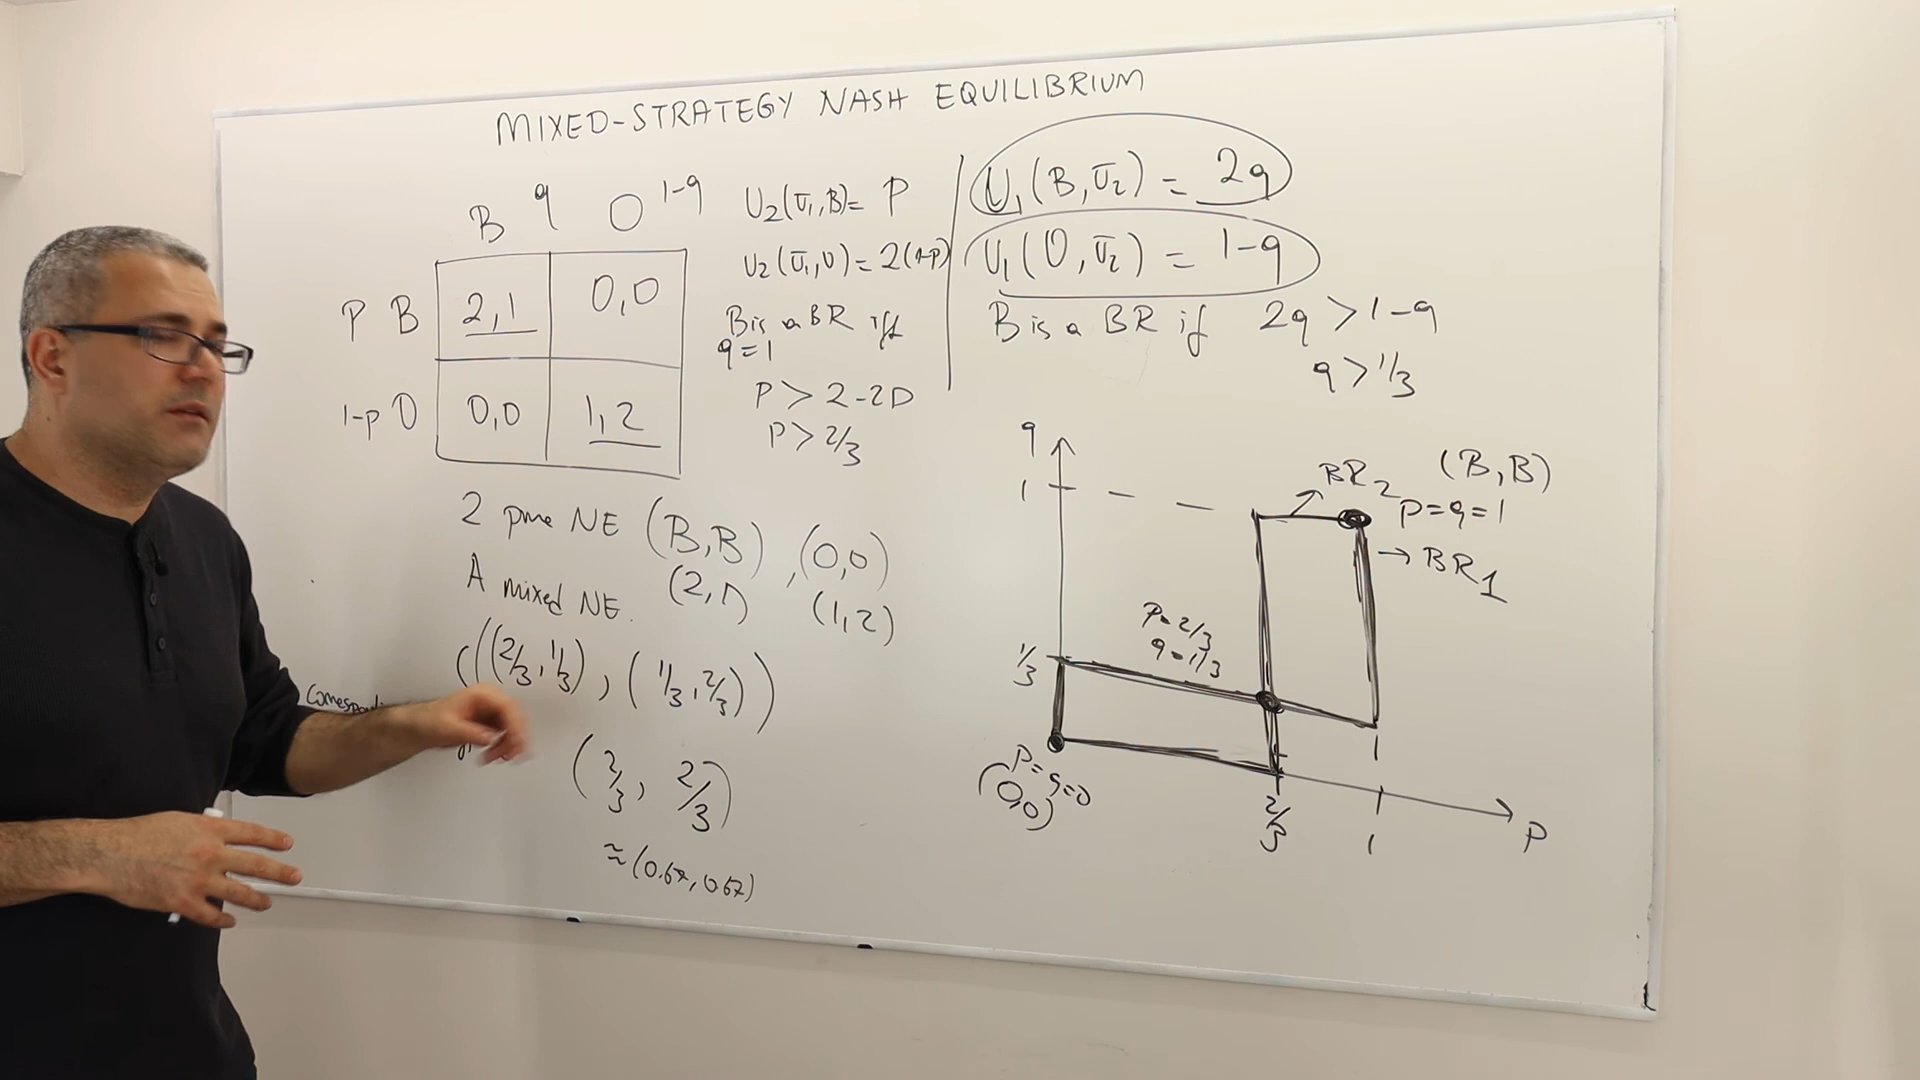 MIXED-STRATEGY NASH EQUILIBRIUM
B q O 1-q
P B 2,1 0,0
1-p O 0,0 1,2
U2(σ1,B)= P
U2(σ1,O)= 2(1-p)
B is a BR iff
q=1
P > 2-2P
P > 2/3
U1(B,σ2) = 2q
U1(O,σ2) = 1-q
B is a BR if 2q > 1-q
q > 1/3
2 pure NE (B,B), (O,O)
(2,1) (1,2)
A mixed NE.
((2/3, 1/3), (1/3, 2/3))
(2/3, 2/3)
≈(0.67, 0.67)
q
1
BR2 (B,B)
P=q=1
→ BR1
P=2/3
q=1/3
1/3
P=q=0
(O,O)
1
2/3
1
P